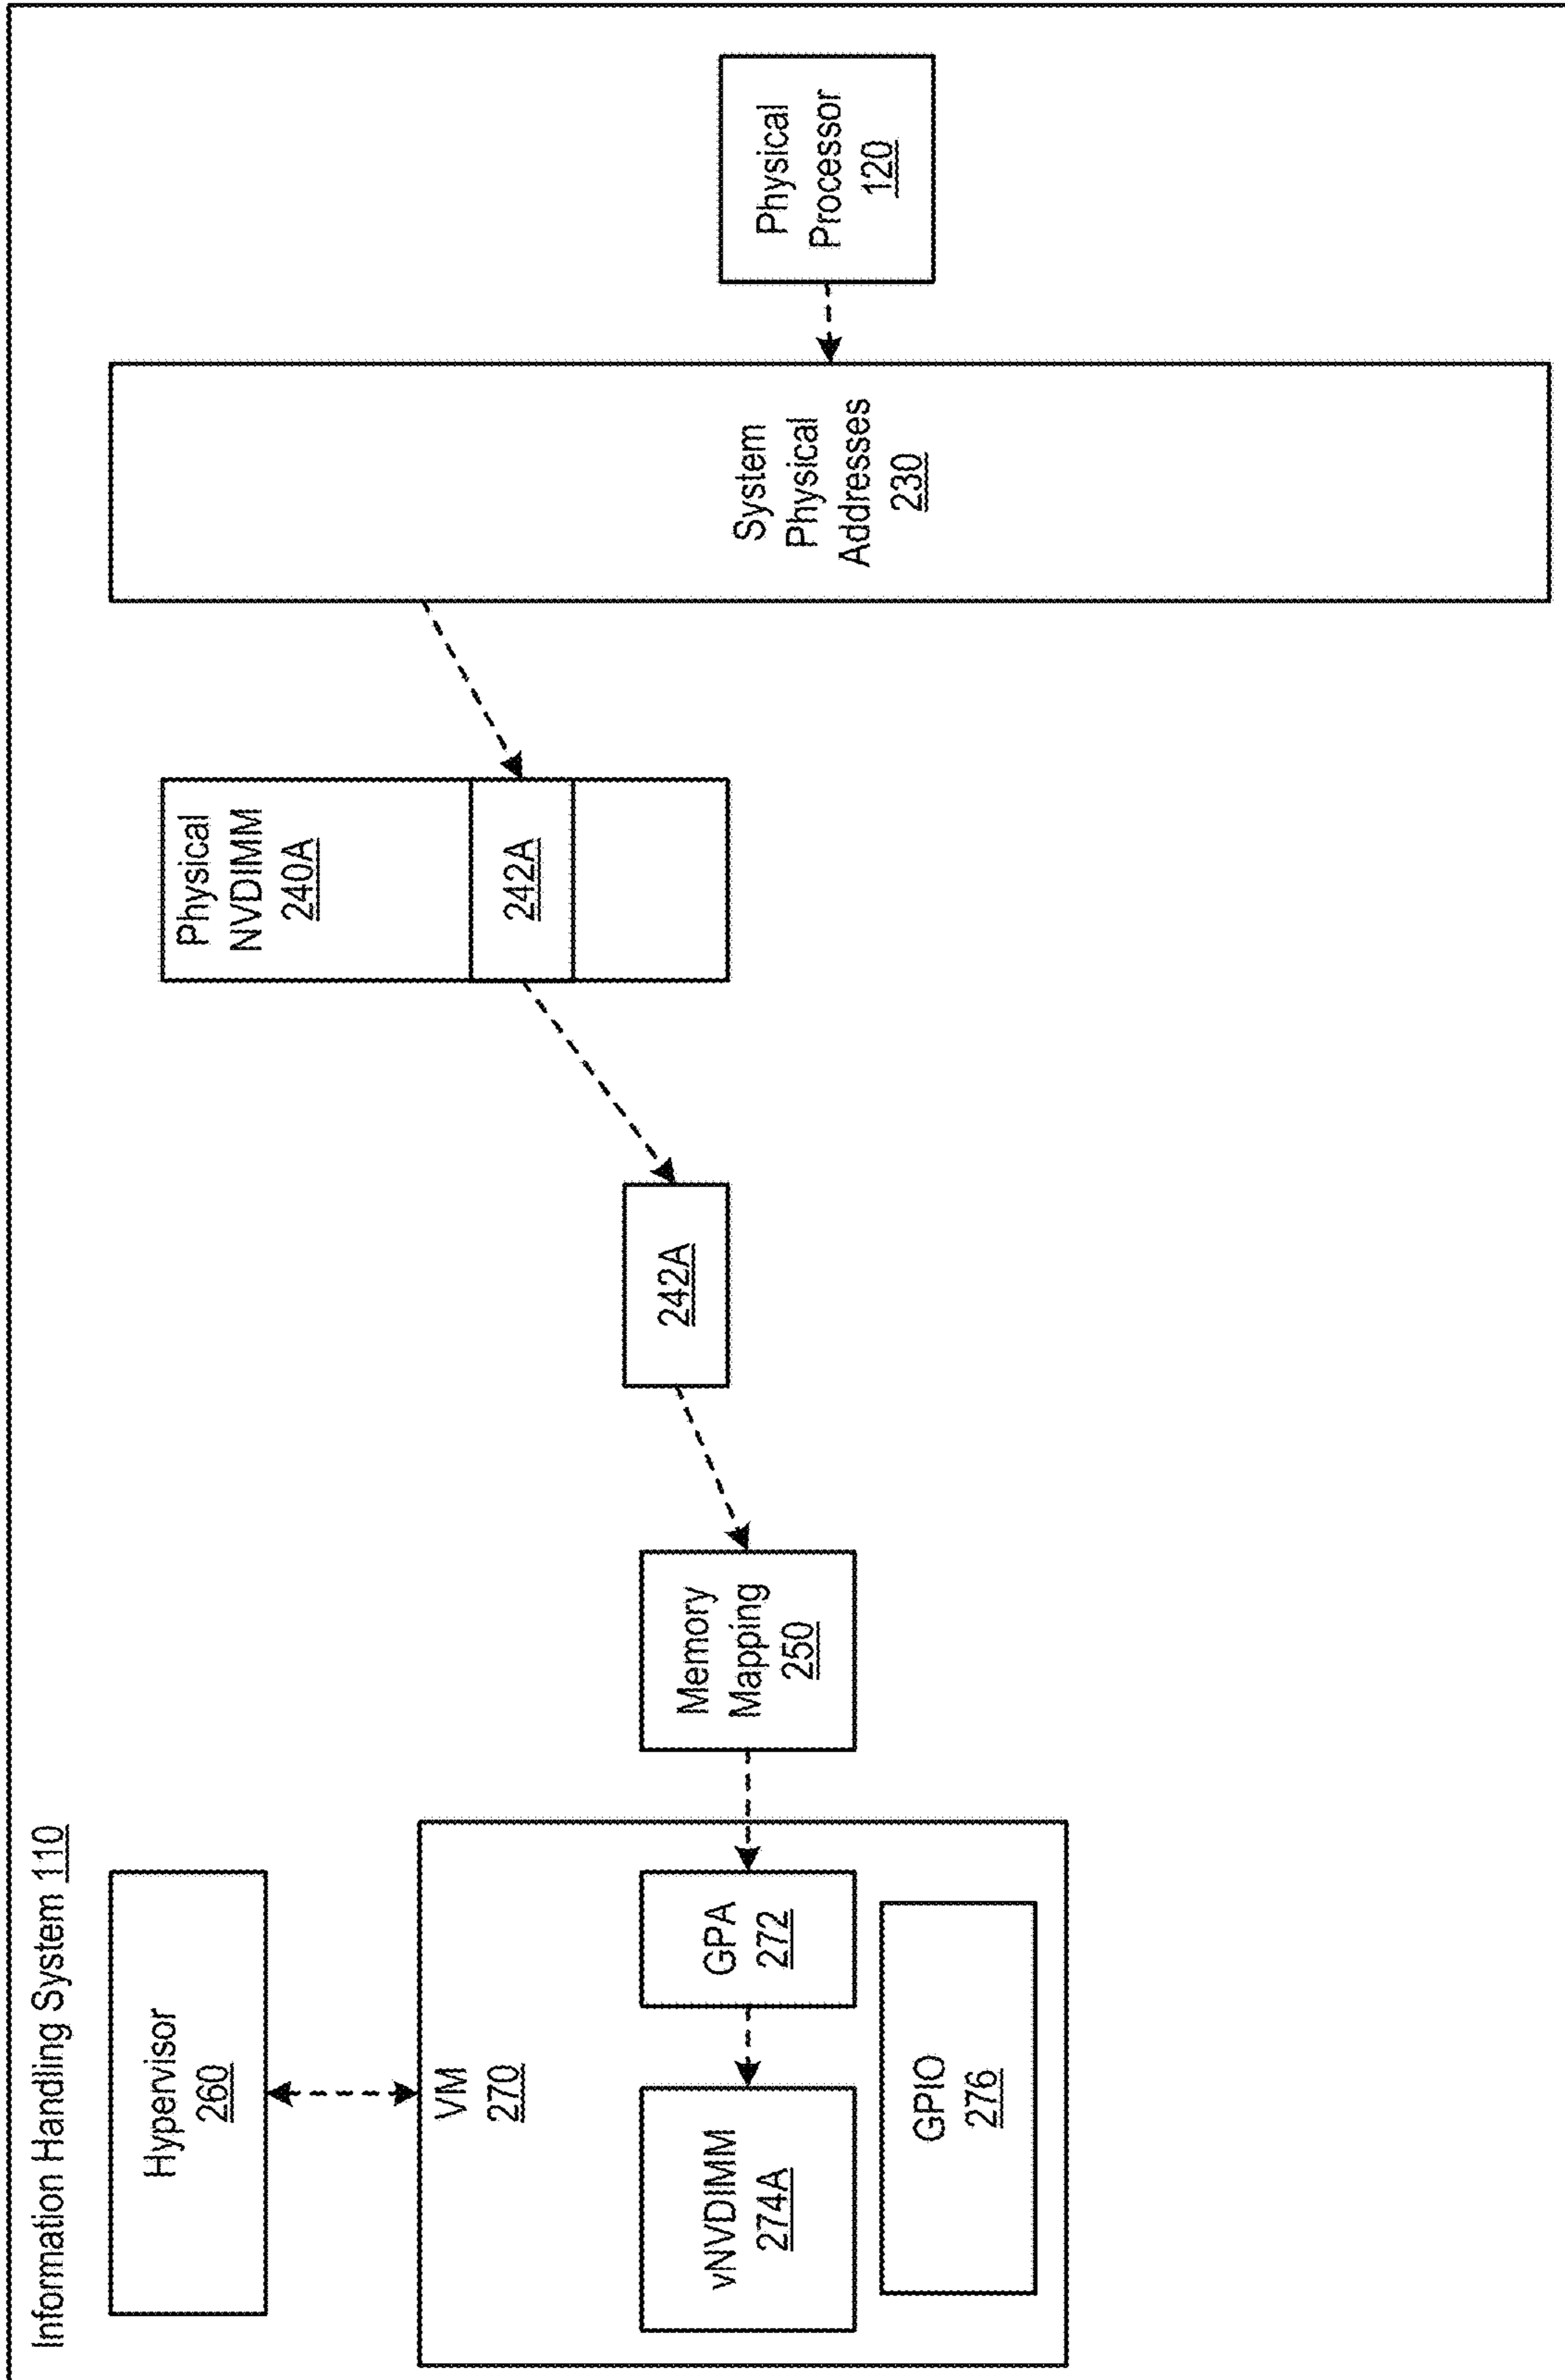 Information Handling System 110
Hypervisor
260
VM
270
vNVDIMM
274A
GPA
272
GPIO
276
Memory
Mapping
250
242A
Physical
NVDIMM
240A
242A
System
Physical
Addresses
230
Physical
Processor
120